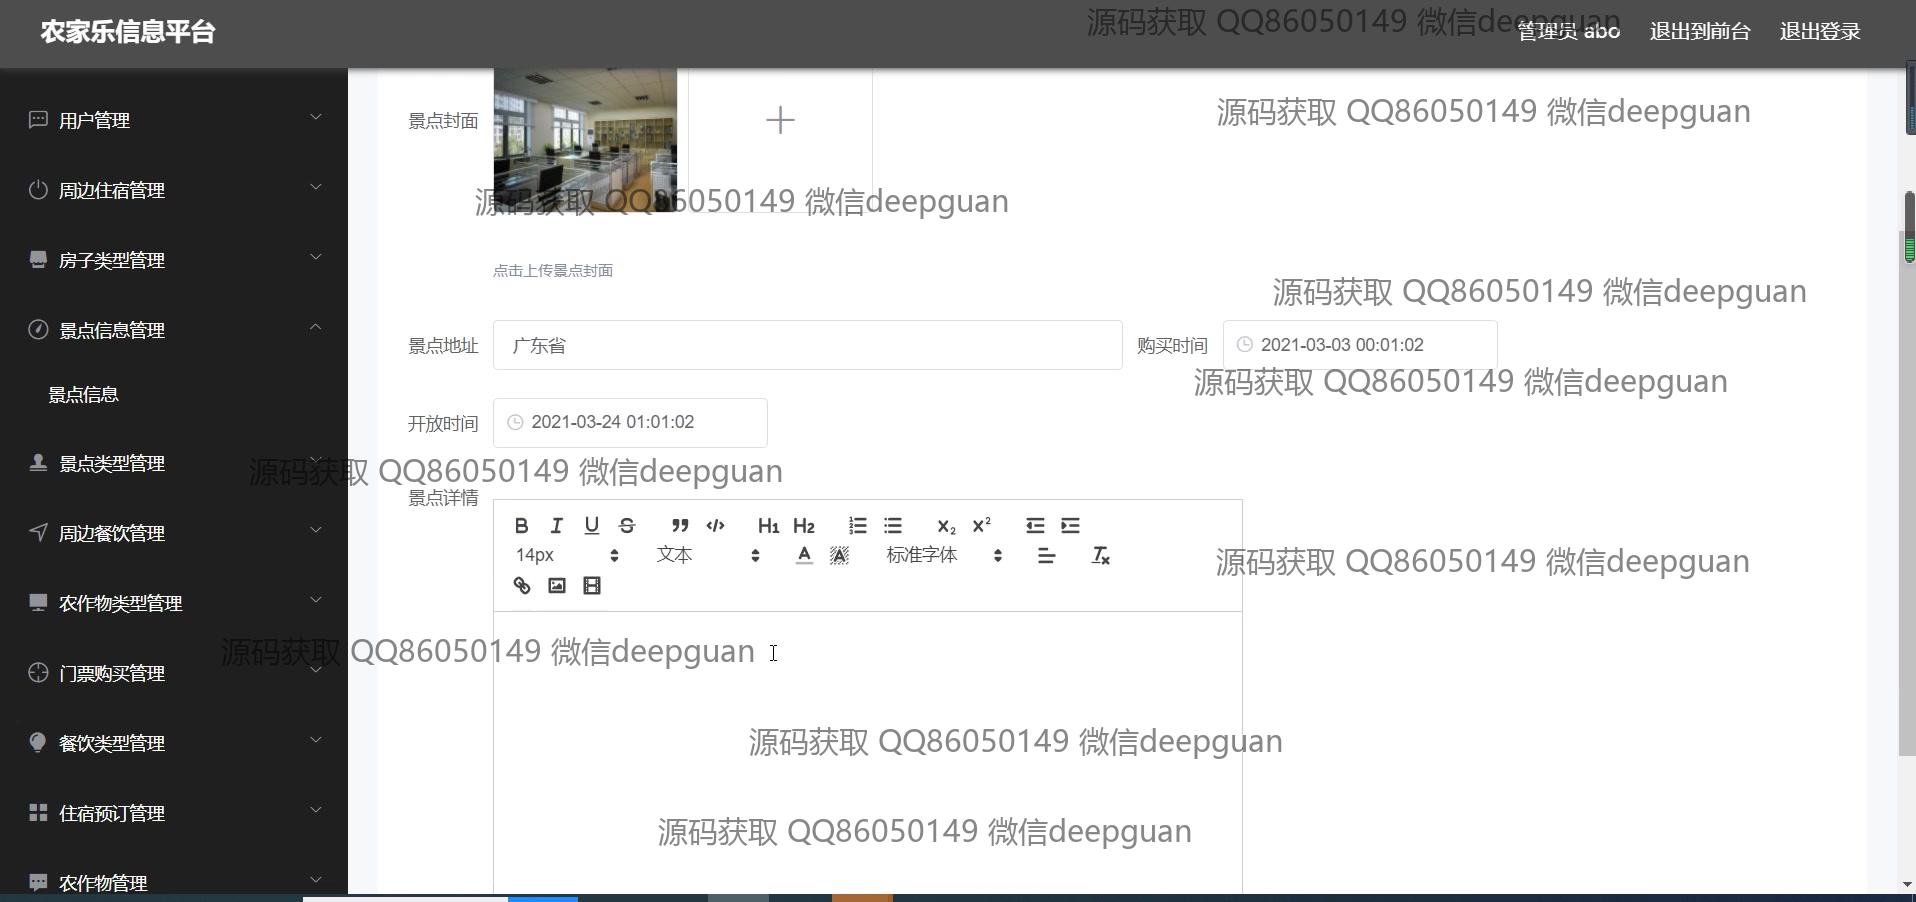 农家乐信息平台
源码获取 QQ86050149 微信deepguan
管理员 abo 退出到前台 退出登录
用户管理
周边住宿管理
房子类型管理
景点信息管理
景点信息
景点类型管理
周边餐饮管理
农作物类型管理
门票购买管理
餐饮类型管理
住宿预订管理
农作物管理
景点封面
源码获取 QQ86050149 微信deepguan
源码获取 QQ86050149 微信deepguan
点击上传景点封面
源码获取 QQ86050149 微信deepguan
景点地址 广东省 购买时间 2021-03-03 00:01:02
源码获取 QQ86050149 微信deepguan
开放时间 2021-03-24 01:01:02
源码获取 QQ86050149 微信deepguan
景点详情
B I U S H1 H2 X2 X2
14px 文本 A A 标准字体 Tx
源码获取 QQ86050149 微信deepguan
源码获取 QQ86050149 微信deepguan
源码获取 QQ86050149 微信deepguan
源码获取 QQ86050149 微信deepguan